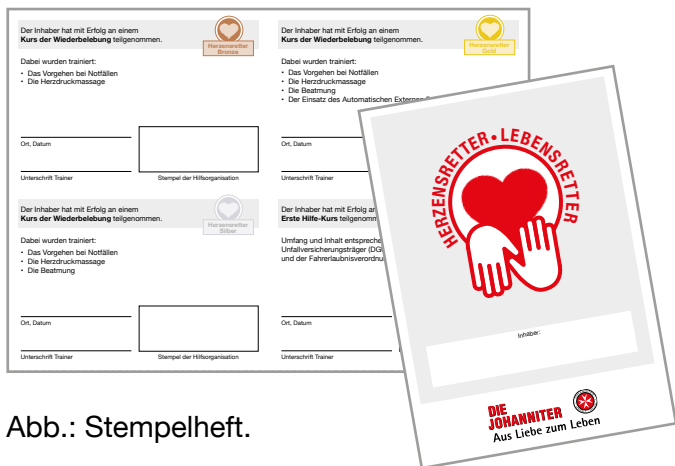 Der Inhaber hat mit Erfolg an einem
Kurs der Wiederbelebung teilgenommen.
Herzensretter
Bronze
Dabei wurden trainiert:
• Das Vorgehen bei Notfällen
• Die Herzdruckmassage
Ort, Datum
Unterschrift Trainer
Stempel der Hilfsorganisation
Der Inhaber hat mit Erfolg an einem
Kurs der Wiederbelebung teilgenommen.
Herzensretter
Gold
Dabei wurden trainiert:
• Das Vorgehen bei Notfällen
• Die Herzdruckmassage
• Die Beatmung
• Der Einsatz des Automatischen Externen
Ort, Datum
Unterschrift Trainer
Der Inhaber hat mit Erfolg an einem
Kurs der Wiederbelebung teilgenommen.
Herzensretter
Silber
Dabei wurden trainiert:
• Das Vorgehen bei Notfällen
• Die Herzdruckmassage
• Die Beatmung
Ort, Datum
Unterschrift Trainer
Stempel der Hilfsorganisation
Der Inhaber hat mit Erfolg
Erste Hilfe-Kurs
Umfang und Inhalt
Unfallversicherungsträger
und der
Ort, Datum
Unterschrift Trainer
HERZENSRETTER • LEBENSRETTER
Inhaber:
DIE
JOHANNITER
Aus Liebe zum Leben
Abb.: Stempelheft.